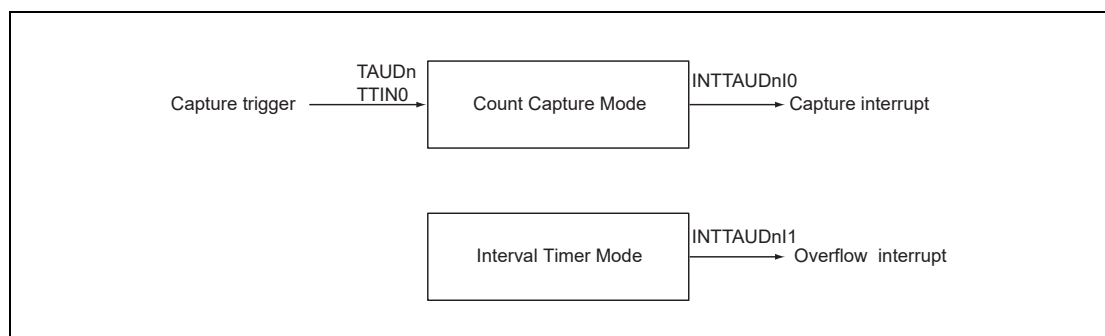 TAUDn
TTIN0
Capture trigger
Count Capture Mode
INTTAUDnI0
Capture interrupt
Interval Timer Mode
INTTAUDnI1
Overflow interrupt